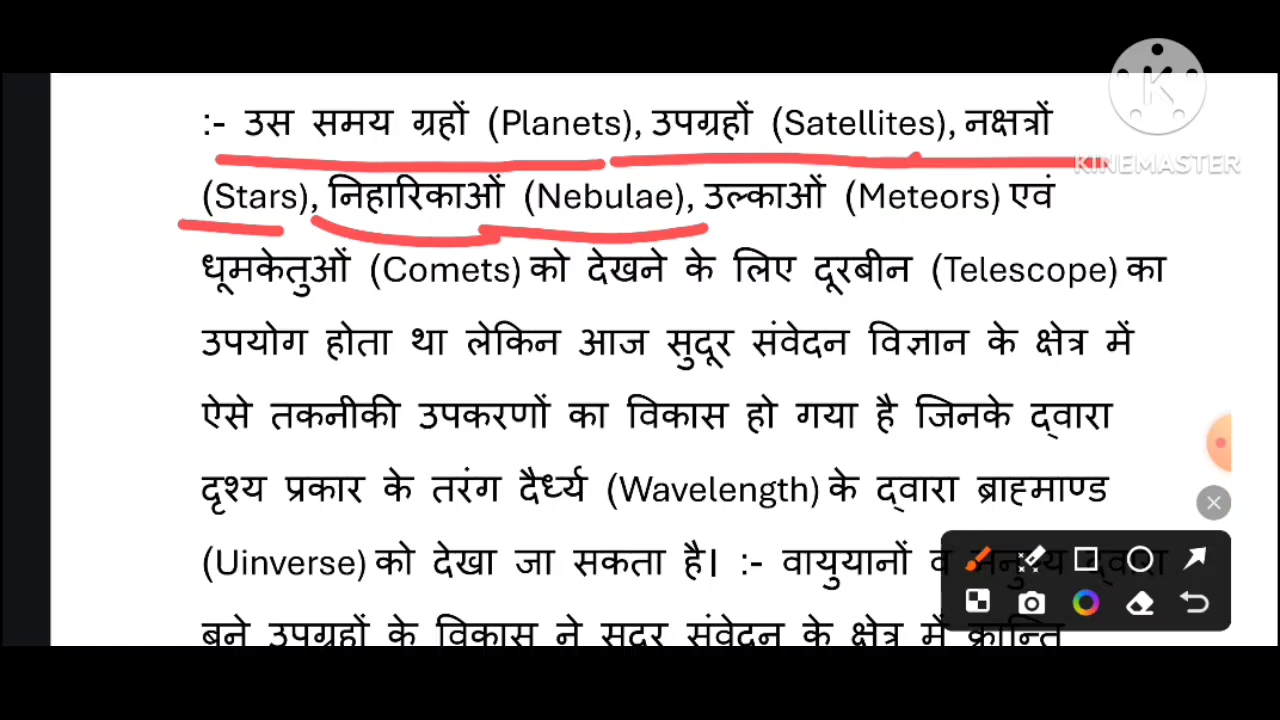 :- उस समय ग्रहों (Planets), उपग्रहों (Satellites), नक्षत्रों
KINEMASTER
(Stars), निहारिकाओं (Nebulae), उल्काओं (Meteors) एवं
धूमकेतुओं (Comets) को देखने के लिए दूरबीन (Telescope) का
उपयोग होता था लेकिन आज सुदूर संवेदन विज्ञान के क्षेत्र में
ऐसे तकनीकी उपकरणों का विकास हो गया है जिनके द्वारा
दृश्य प्रकार के तरंग दैर्ध्य (Wavelength) के द्वारा ब्राह्माण्ड
(Uinverse) को देखा जा सकता है। :- वायुयानों व मनुष्य द्वारा
बने उपग्रहों के विकास ने सुदूर संवेदन के क्षेत्र में क्रान्ति